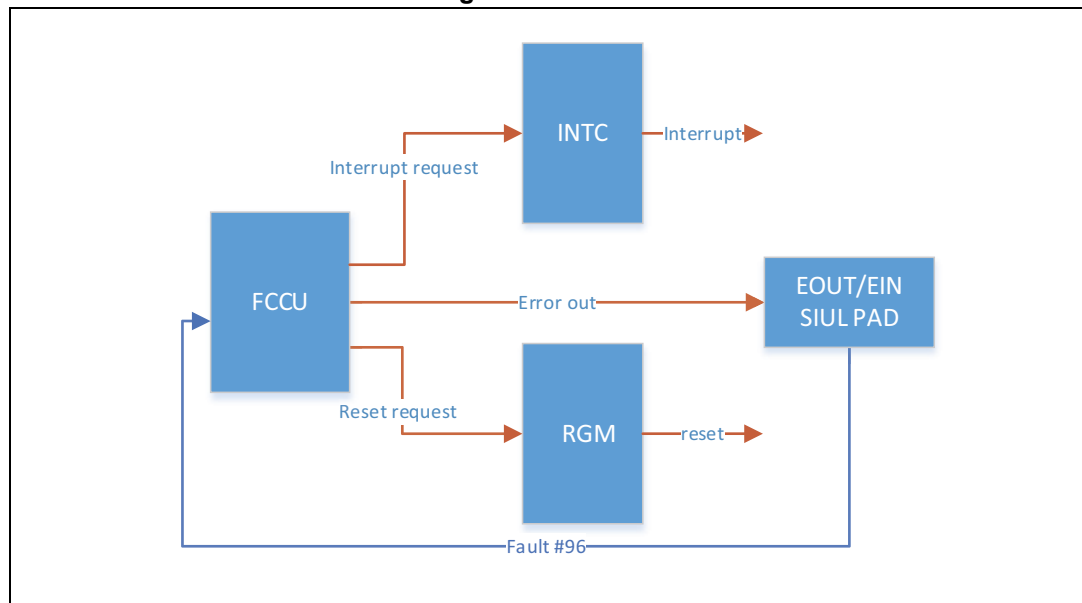 INTC
Interrupt
Interrupt request
FCCU
Error out
EOUT/EIN
SIUL PAD
Reset request
RGM
reset
Fault #96